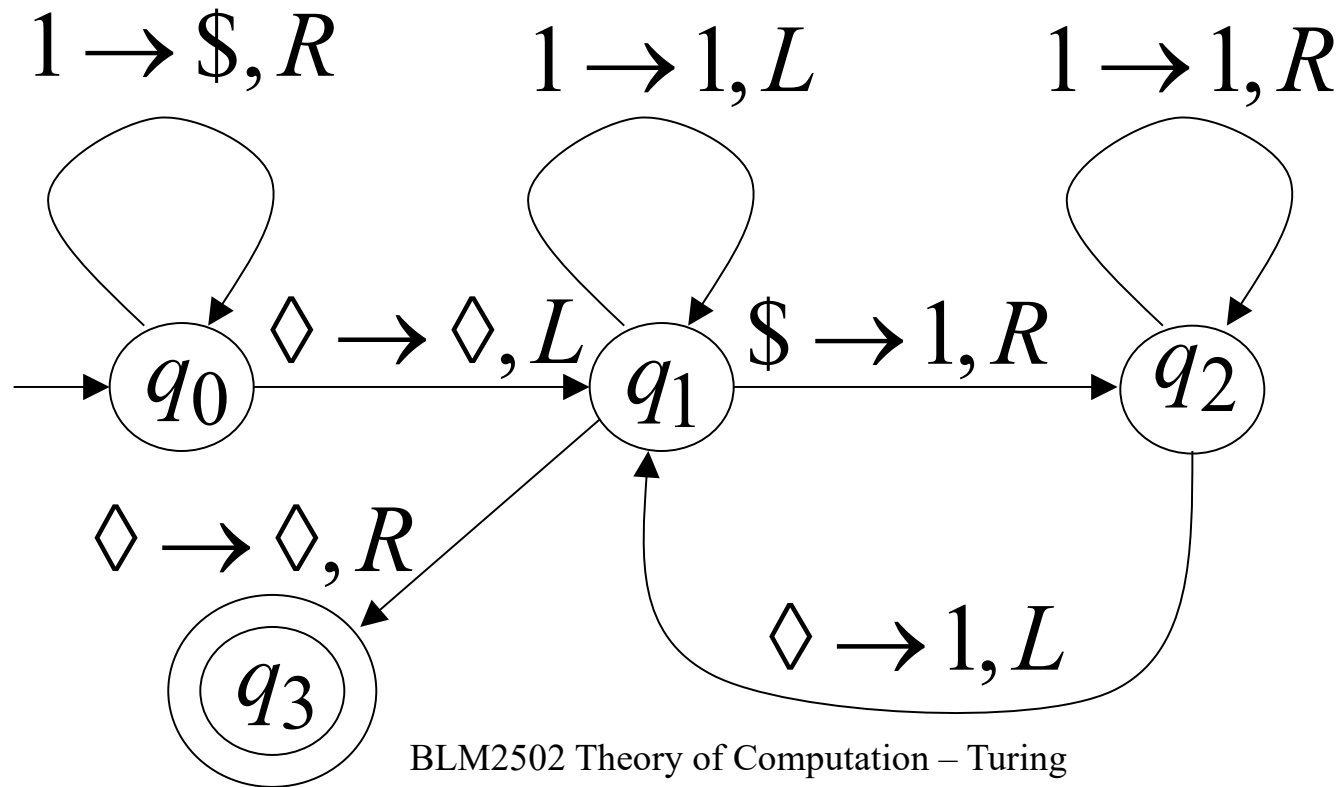 1 → $, R
1 → 1, L
1 → 1, R
◊ → ◊, L
$ → 1, R
q0
q1
q2
◊ → ◊, R
◊ → 1, L
q3
BLM2502 Theory of Computation – Turing